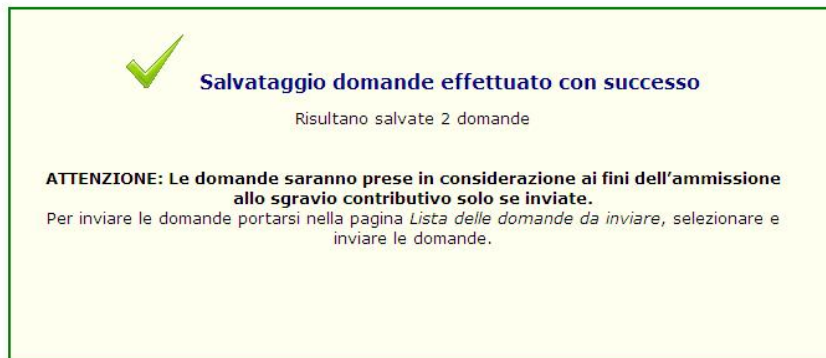 Salvataggio domande effettuato con successo
Risultano salvate 2 domande
ATTENZIONE: Le domande saranno prese in considerazione ai fini dell'ammissione
allo sgravio contributivo solo se inviate.
Per inviare le domande portarsi nella pagina Lista delle domande da inviare, selezionare e
inviare le domande.